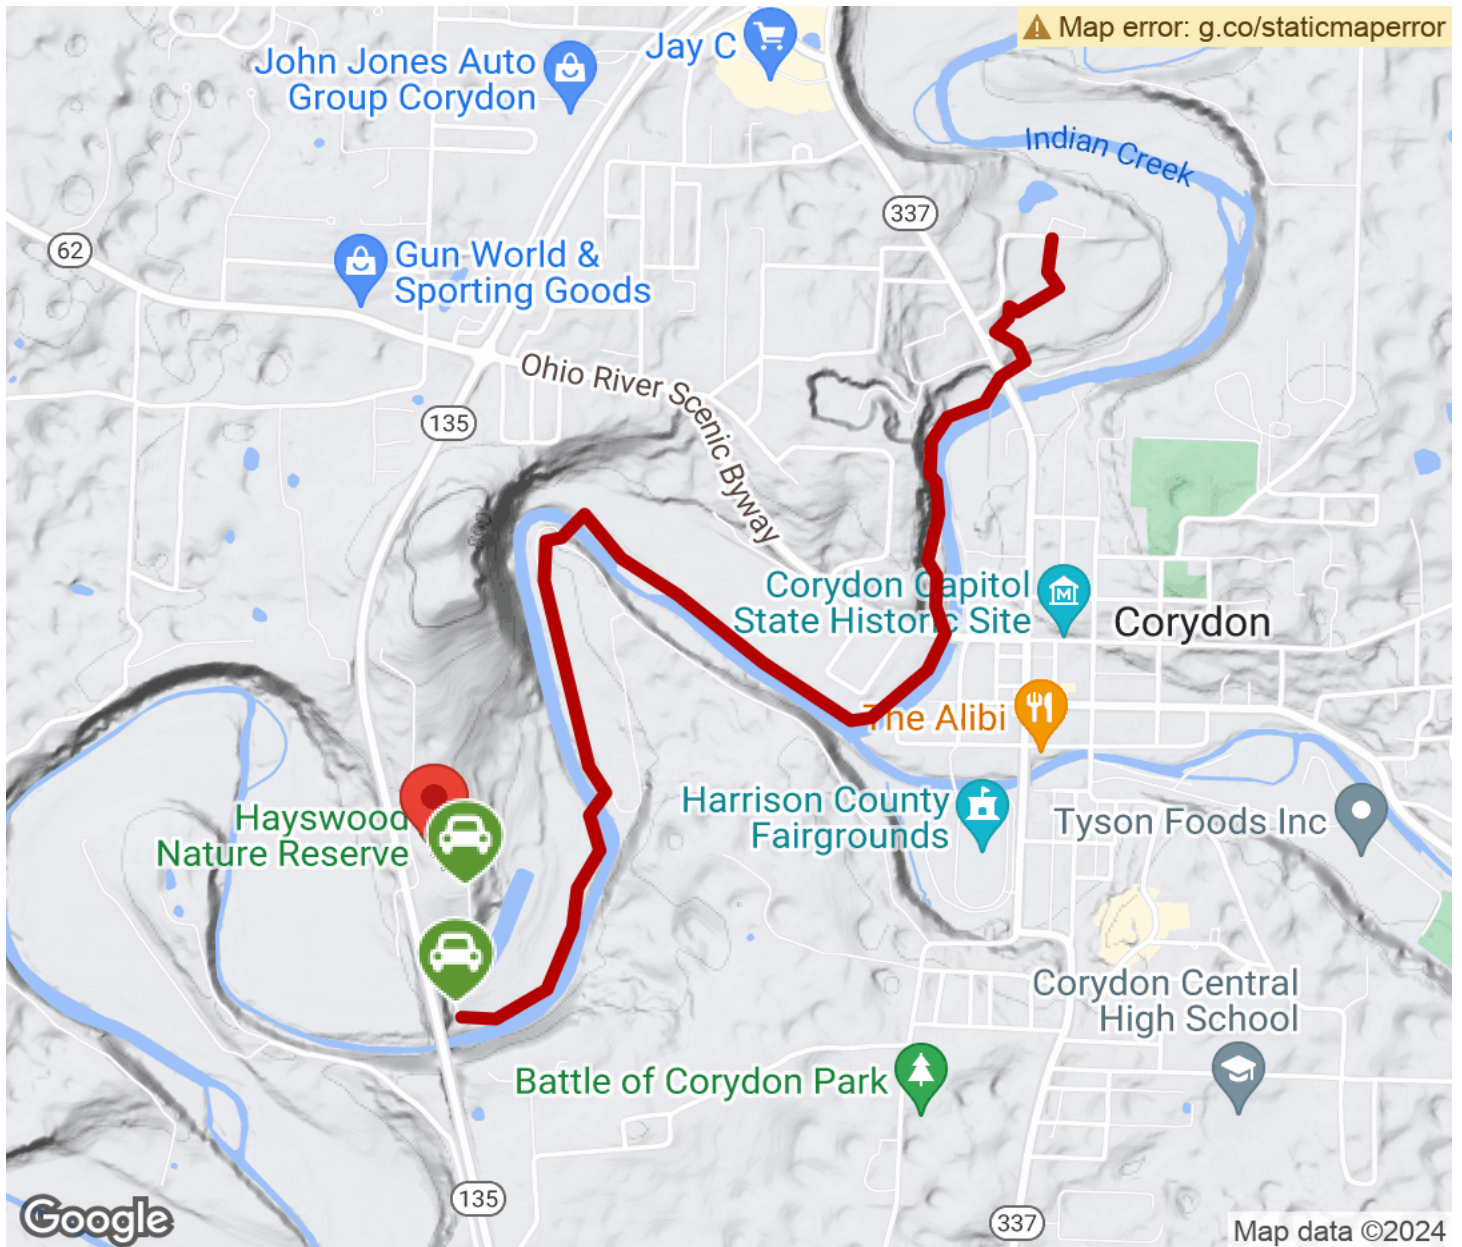 Map error: g.co/staticmaperror
Jay C
John Jones Auto
Group Corydon
Indian Creek
337
62
Gun World &
Sporting Goods
Ohio River Scenic Byway
135
Corydon Capitol
State Historic Site
Corydon
The Alibi
Harrison County
Fairgrounds
Tyson Foods Inc
Hayswood
Nature Reserve
Corydon Central
High School
Battle of Corydon Park
135
337
Google
Map data ©2024